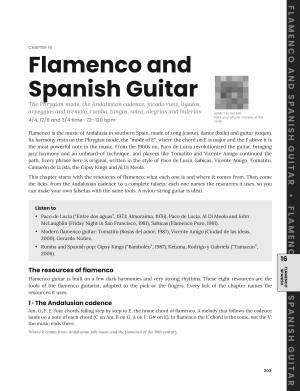 CHAPTER 16
Flamenco and
Spanish Guitar
The Phrygian mode, the Andalusian cadence, picado runs, ligados,
arpeggios and tremolo, rumba, tangos, soleá, alegrías and bulerías
4/4, 12/8 and 3/4 time · 72–120 bpm
Flamenco is the music of Andalusia in southern Spain, made of song (cante), dance (baile) and guitar (toque).
Its harmony rests on the Phrygian mode, the "mode of E", where the chord on E is major and the F above it is
the most powerful note in the music. From the 1960s on, Paco de Lucía revolutionized the guitar, bringing
jazz harmony and an unheard-of technique, and players like Tomatito and Vicente Amigo continued the
path. Every phrase here is original, written in the style of Paco de Lucía, Sabicas, Vicente Amigo, Tomatito,
Camarón de la Isla, the Gipsy Kings and Al Di Meola.
This chapter starts with the resources of flamenco: what each one is and where it comes from. Then come
the licks, from the Andalusian cadence to a complete falseta: each one names the resources it uses, so you
can make your own falsetas with the same tools. A nylon-string guitar is ideal.
Listen to
• Paco de Lucía ("Entre dos aguas", 1973; Almoraima, 1976). Paco de Lucía, Al Di Meola and John
McLaughlin (Friday Night in San Francisco, 1981), Sabicas (Flamenco Puro, 1961).
• Modern flamenco guitar: Tomatito (Rosas del amor, 1987), Vicente Amigo (Ciudad de las ideas,
2000), Gerardo Núñez.
• Rumba and Spanish pop: Gipsy Kings ("Bamboléo", 1987), Ketama, Rodrigo y Gabriela ("Tamacun",
2006).
The resources of flamenco
Flamenco guitar is built on a few dark harmonies and very strong rhythms. These eight resources are the
tools of the flamenco guitarist, adapted to the pick or the fingers. Every lick of the chapter names the
resources it uses.
1 · The Andalusian cadence
Am, G, F, E: four chords falling step by step to E, the home chord of flamenco. A melody that follows the cadence
lands on a note of each chord (C on Am, B on G, A on F, G# on E). In flamenco the E chord is the tonic, not the V:
the music ends there.
Where it comes from: Andalusian folk music and the flamenco of the 19th century.
203
FLAMENCO AND SPANISH GUITAR • FLAMENCO
16
SPANISH GUITAR